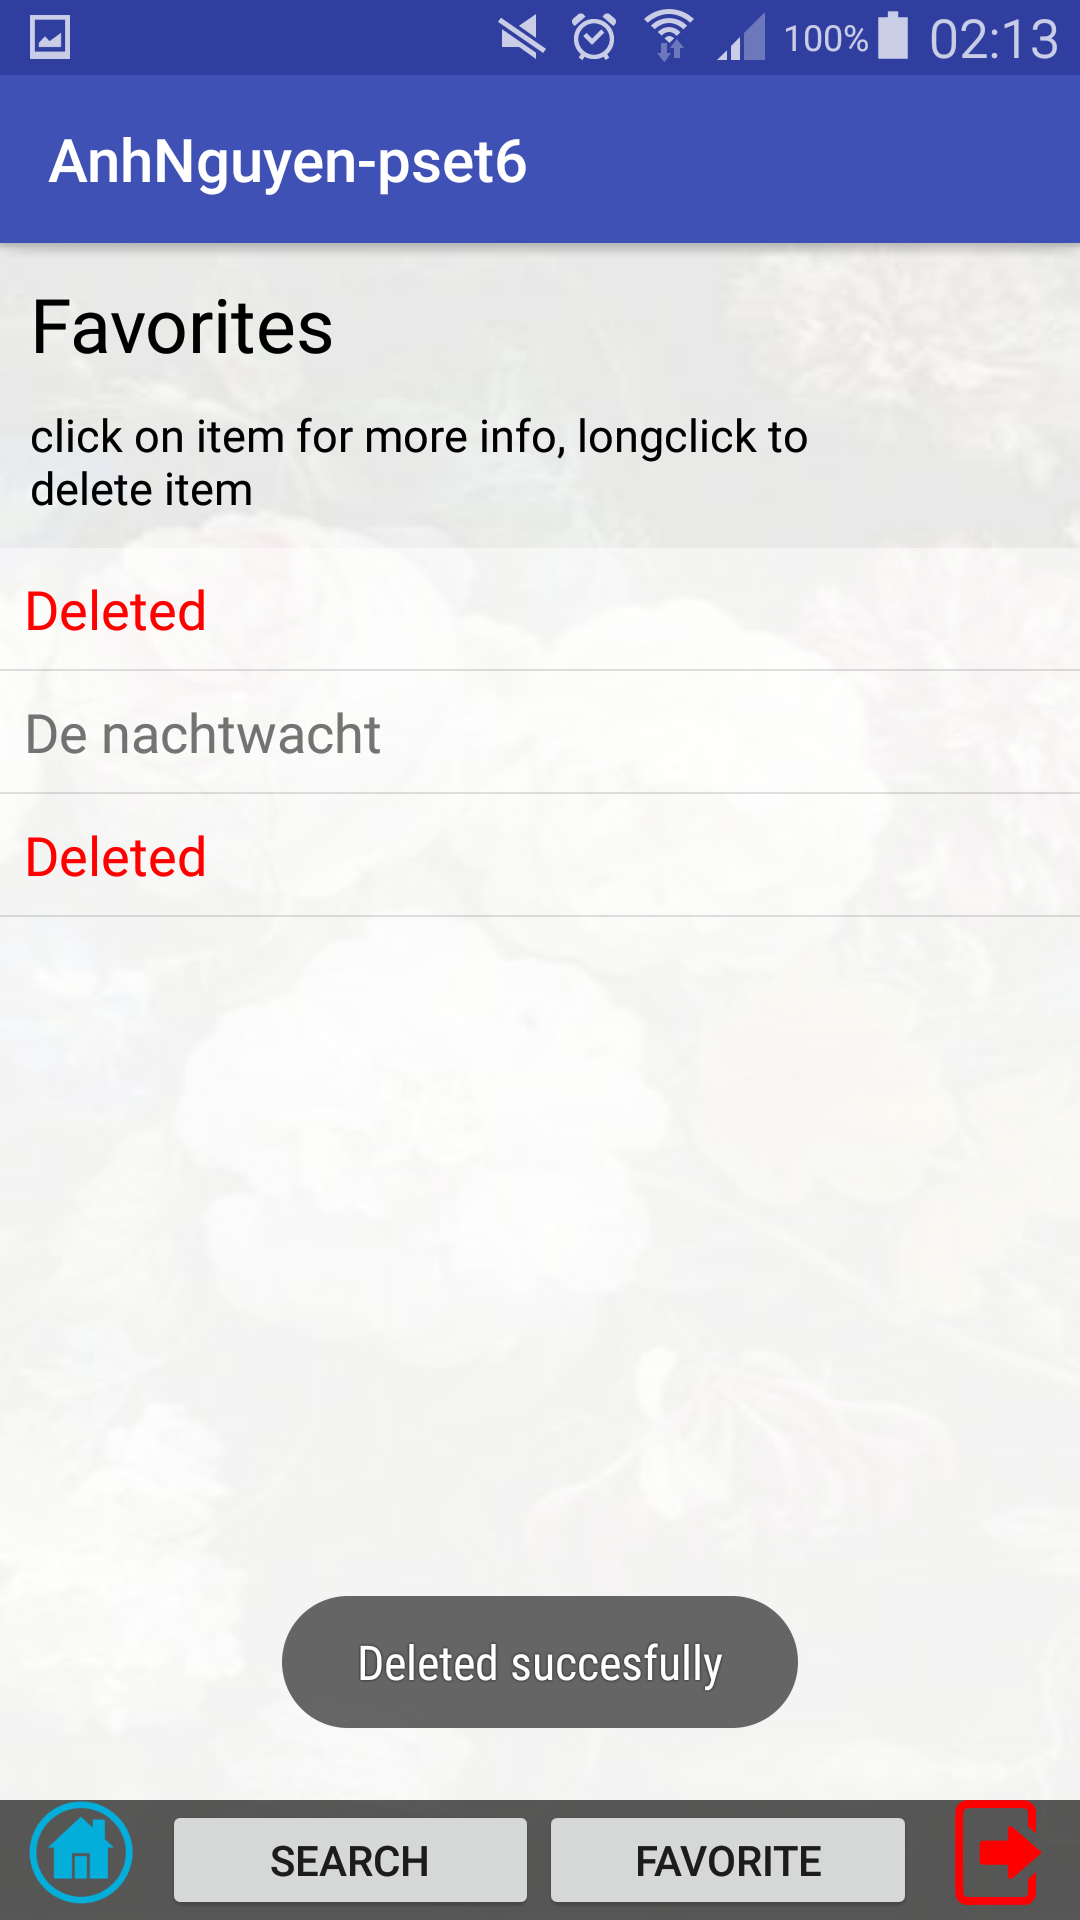 100% 02:13
AnhNguyen-pset6
Favorites
click on item for more info, longclick to
delete item
Deleted
De nachtwacht
Deleted
Deleted succesfully
SEARCH FAVORITE